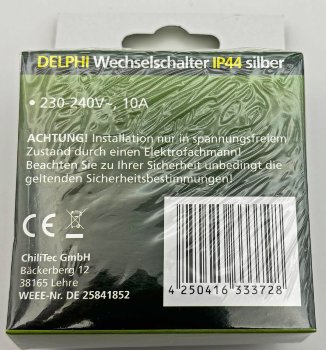 DELPHI Wechselschalter IP44 silber
• 230-240V~, 10A
ACHTUNG! Installation nur in spannungsfreiem
Zustand durch einen Elektrofachmann!
Beachten Sie zu Ihrer Sicherheit unbedingt die
geltenden Sicherheitsbestimmungen!
CE
ChiliTec GmbH
Bäckerberg 12
38165 Lehre
WEEE-Nr. DE 25841852
4 250416 333728